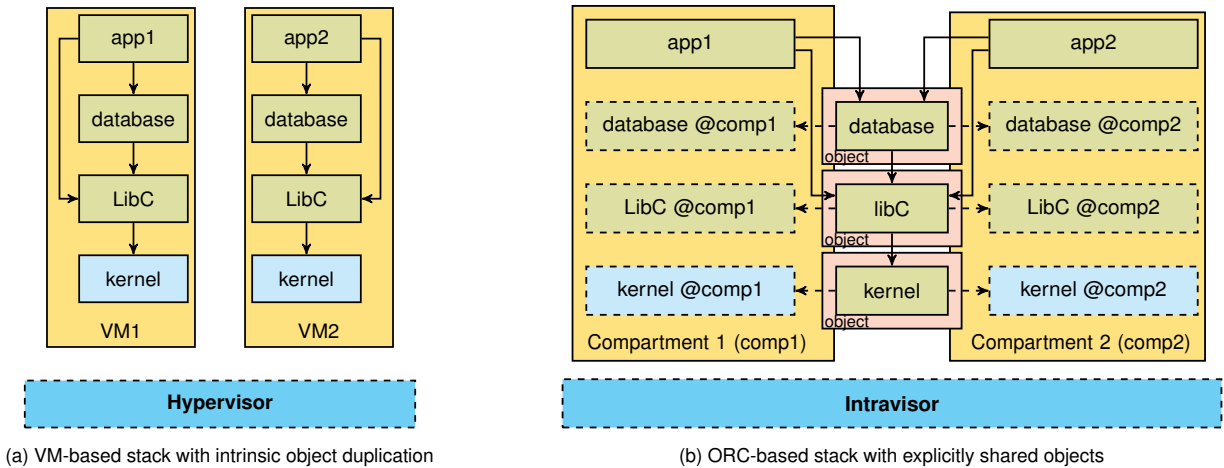 app1
database
LibC
kernel
VM1
app2
database
LibC
kernel
VM2
Hypervisor
(a) VM-based stack with intrinsic object duplication
app1
app2
database @comp1
database
database @comp2
object
LibC @comp1
libC
LibC @comp2
object
kernel @comp1
kernel
kernel @comp2
object
Compartment 1 (comp1)
Compartment 2 (comp2)
Intravisor
(b) ORC-based stack with explicitly shared objects